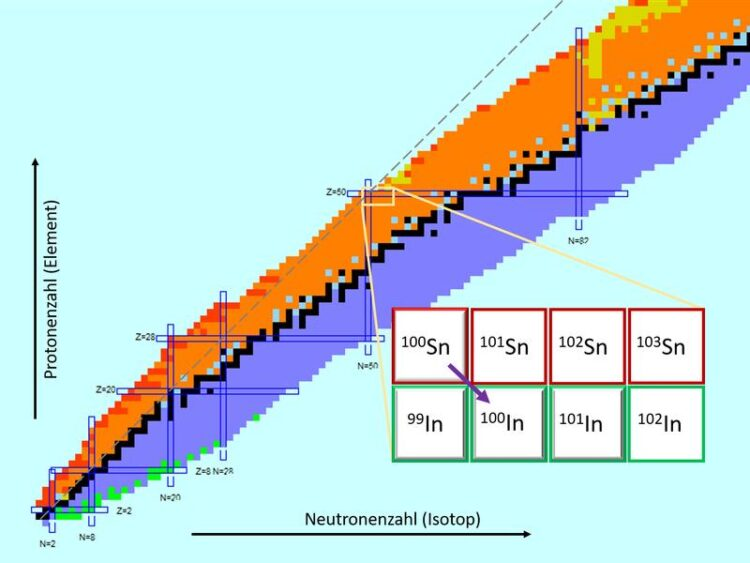 Z=50
N=82
Protonenzahl (Element)
Z=28
N=50
100Sn 101Sn 102Sn 103Sn
Z=20
99In 100In 101In 102In
Z=8 N=28
N=20
Z=2
Neutronenzahl (Isotop)
N=8
N=2